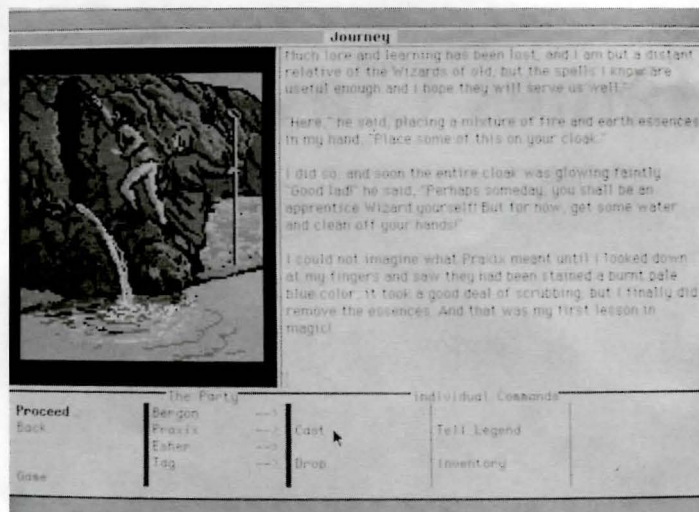 Journey
Much lore and learning has been lost, and I am but a distant
relative of the Wizards of old, but the spells I know are
useful enough and I hope they will serve us well."
"Here," he said, placing a mixture of fire and earth essences
in my hand. "Place some of this on your cloak."
I did so, and soon the entire cloak was glowing faintly.
"Good lad!" he said, "Perhaps someday, you shall be an
apprentice Wizard yourself! But for now, get some water
and clean off your hands!"
I could not imagine what Praxix meant until I looked down
at my fingers and saw they had been stained a burnt pale
blue color; it took a good deal of scrubbing, but I finally did
remove the essences. And that was my first lesson in
magic!
The Party Individual Commands
Proceed Bergon --->
Back Praxix ---> Cast Tell Legend
Esher --->
Tag ---> Drop Inventory
Game